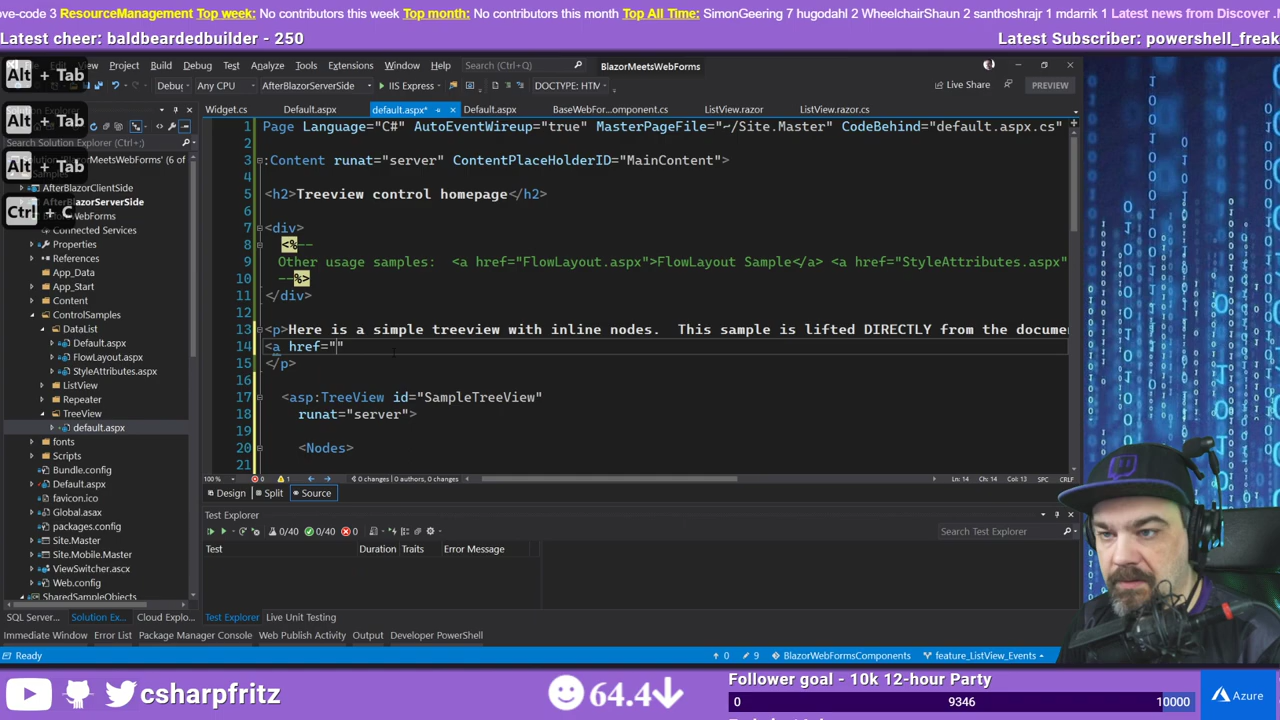 ove-code 3 ResourceManagement Top week: No contributors this week Top month: No contributors this month Top All Time: SimonGeering 7 hugodahl 2 WheelchairShaun 2 santhoshrajr 1 mdarrik 1 Latest news from Discover .N
Latest cheer: baldbeardedbuilder - 250
Latest Subscriber: powershell_freak
Alt + Tab
Alt + Tab
Alt + Tab
Ctrl + C
Project Build Debug Test Analyze Tools Extensions Window Help Search (Ctrl+Q) BlazorMeetsWebForms
Debug Any CPU AfterBlazorServerSide IIS Express DOCTYPE: HTM Live Share PREVIEW
Widget.cs Default.aspx default.aspx* Default.aspx BaseWebFor...omponent.cs ListView.razor ListView.razor.cs
Search Solution Explorer (Ctrl+;)
'BlazorMeetsWebForms' (6 of
AfterBlazorClientSide
AfterBlazorServerSide
Connected Services
Properties
References
App_Data
App_Start
Content
ControlSamples
DataList
Default.aspx
FlowLayout.aspx
StyleAttributes.aspx
ListView
Repeater
TreeView
default.aspx
fonts
Scripts
Bundle.config
Default.aspx
favicon.ico
Global.asax
packages.config
Site.Master
Site.Mobile.Master
ViewSwitcher.ascx
Web.config
SharedSampleObjects
1 Page Language="C#" AutoEventWireup="true" MasterPageFile="~/Site.Master" CodeBehind="default.aspx.cs"
2
3 :Content runat="server" ContentPlaceHolderID="MainContent">
4
5 <h2>Treeview control homepage</h2>
6
7 <div>
8 <%--
9 Other usage samples: <a href="FlowLayout.aspx">FlowLayout Sample</a> <a href="StyleAttributes.aspx"
10 --%>
11 </div>
12
13 <p>Here is a simple treeview with inline nodes. This sample is lifted DIRECTLY from the docume
14 <a href=""
15 </p>
16
17 <asp:TreeView id="SampleTreeView"
18 runat="server">
19
20 <Nodes>
21
100 % 0 1 0 changes | 0 authors, 0 changes Ln: 14 Ch: 14 Col: 13 SPC CRLF
Design Split Source
Test Explorer
0/40 0/40 0 Search Test Explorer
Test Duration Traits Error Message
SQL Server... Solution Ex... Cloud Explo... Test Explorer Live Unit Testing
Immediate Window Error List Package Manager Console Web Publish Activity Output Developer PowerShell
Ready 0 9 BlazorWebFormsComponents feature_ListView_Events
csharpfritz
64.4
Follower goal - 10k 12-hour Party
0 9346 10000
Azure